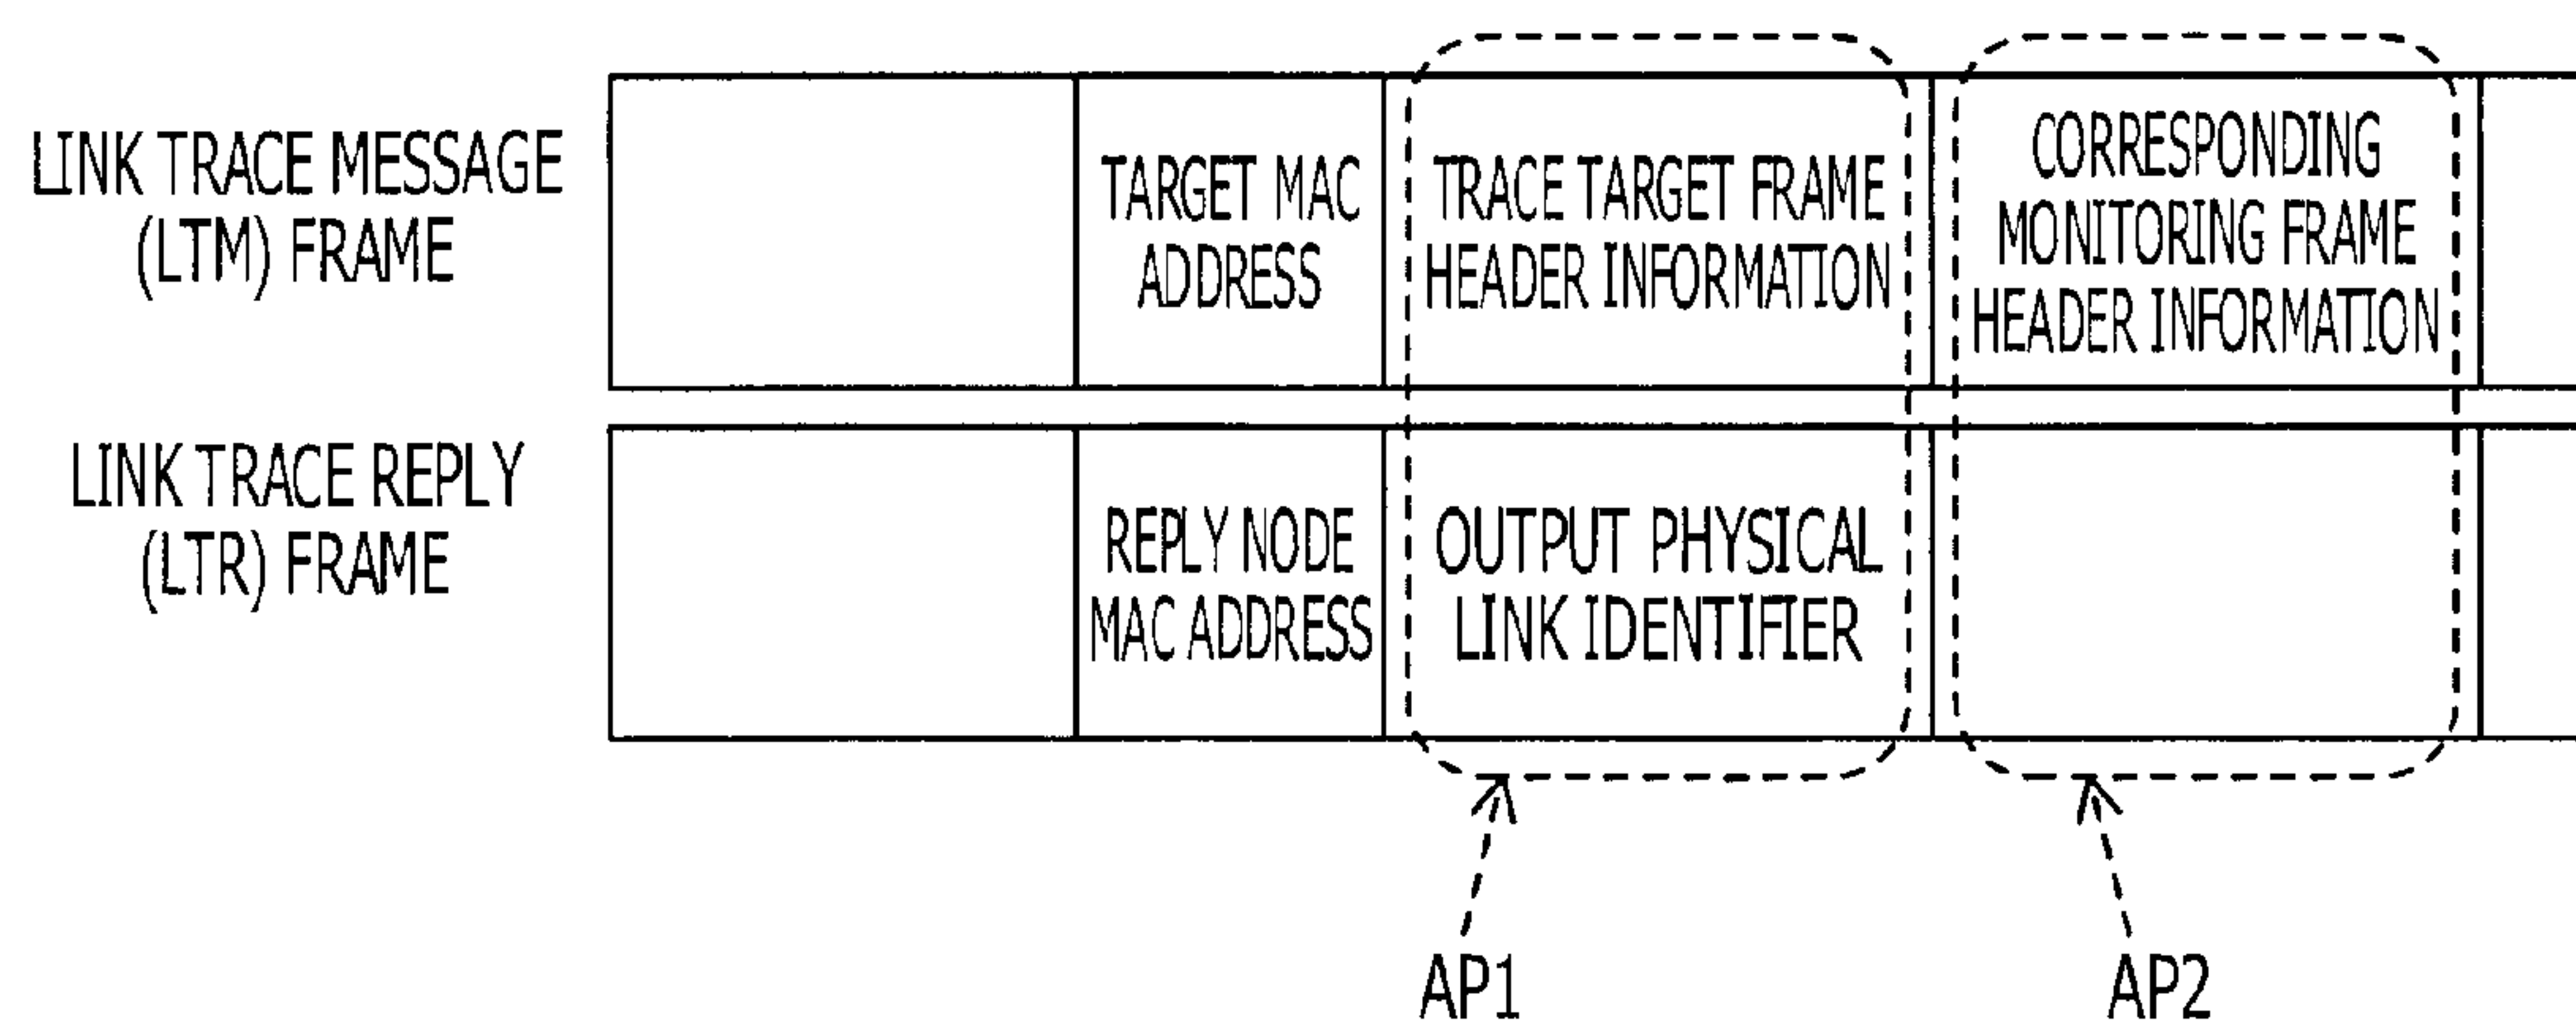 LINK TRACE MESSAGE
(LTM) FRAME
TARGET MAC
ADDRESS
TRACE TARGET FRAME
HEADER INFORMATION
CORRESPONDING
MONITORING FRAME
HEADER INFORMATION
LINK TRACE REPLY
(LTR) FRAME
REPLY NODE
MAC ADDRESS
OUTPUT PHYSICAL
LINK IDENTIFIER
AP1
AP2